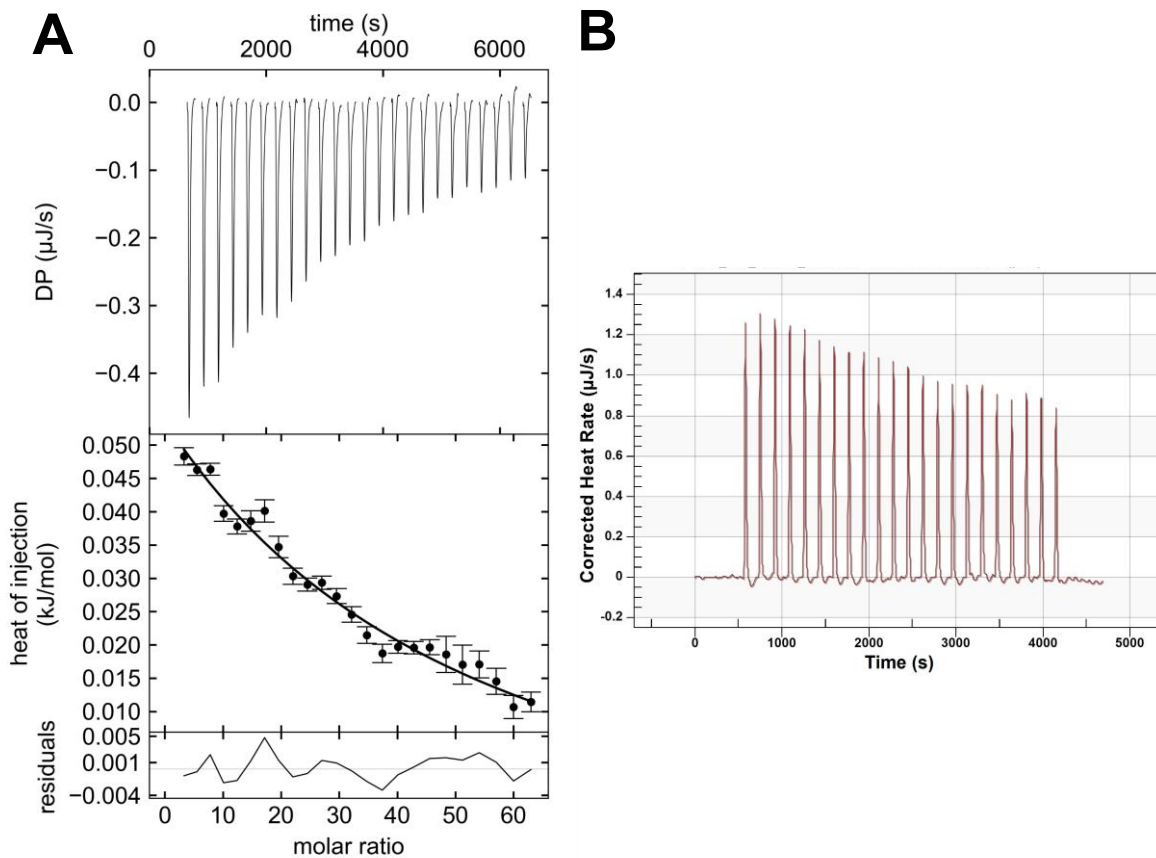 A
time (s)
0 2000 4000 6000
0.0
−0.1
−0.2
−0.3
−0.4
DP (µJ/s)
0.050
0.045
0.040
0.035
0.030
0.025
0.020
0.015
0.010
heat of injection
(kJ/mol)
0.005
0.001
−0.004
residuals
0 10 20 30 40 50 60
molar ratio
B
1.4
1.2
1.0
0.8
0.6
0.4
0.2
0
-0.2
Corrected Heat Rate (µJ/s)
0 1000 2000 3000 4000 5000
Time (s)